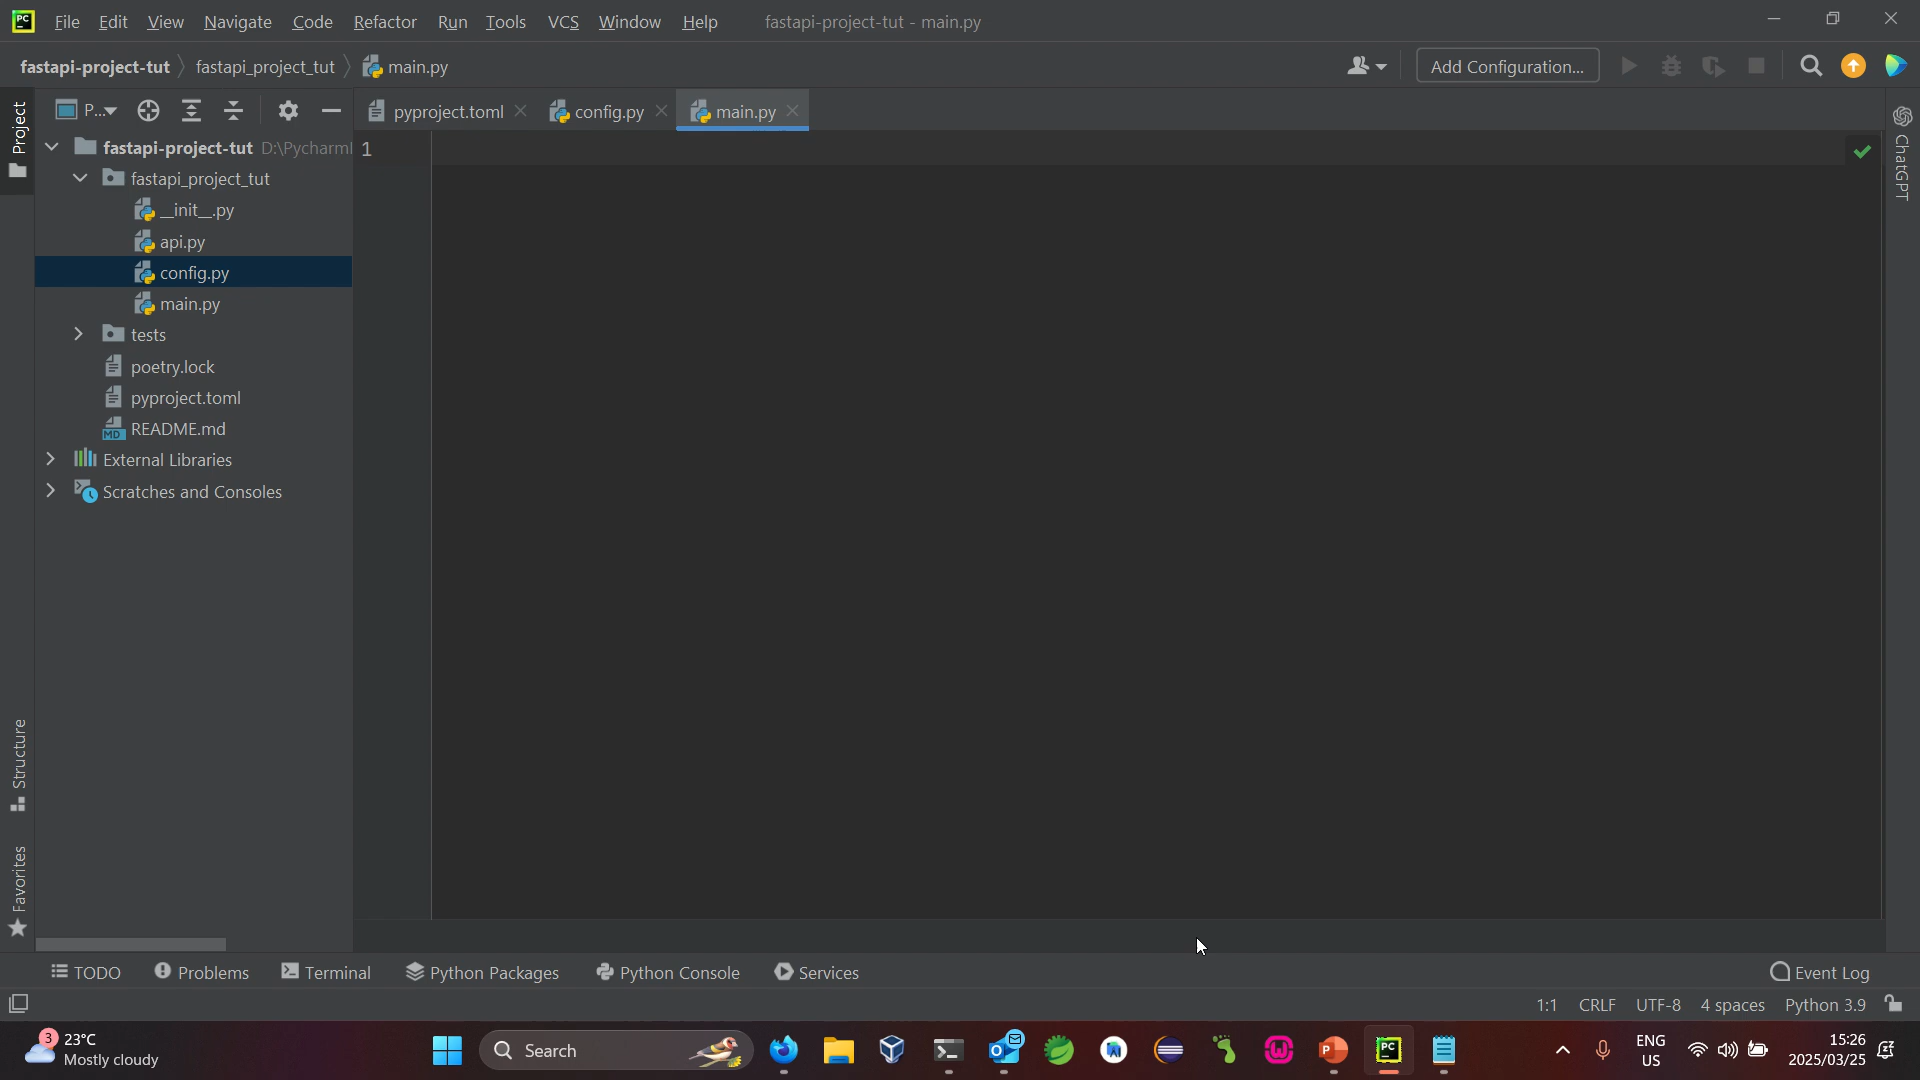 File Edit View Navigate Code Refactor Run Tools VCS Window Help fastapi-project-tut - main.py
fastapi-project-tut fastapi_project_tut main.py Add Configuration...
P... pyproject.toml config.py main.py
Project
fastapi-project-tut D:\Pycharml 1
fastapi_project_tut
__init__.py
api.py
config.py
main.py
tests
poetry.lock
pyproject.toml
README.md
External Libraries
Scratches and Consoles
ChatGPT
Structure
Favorites
TODO Problems Terminal Python Packages Python Console Services Event Log
1:1 CRLF UTF-8 4 spaces Python 3.9
3 23°C
Mostly cloudy
Search
ENG
US
15:26
2025/03/25